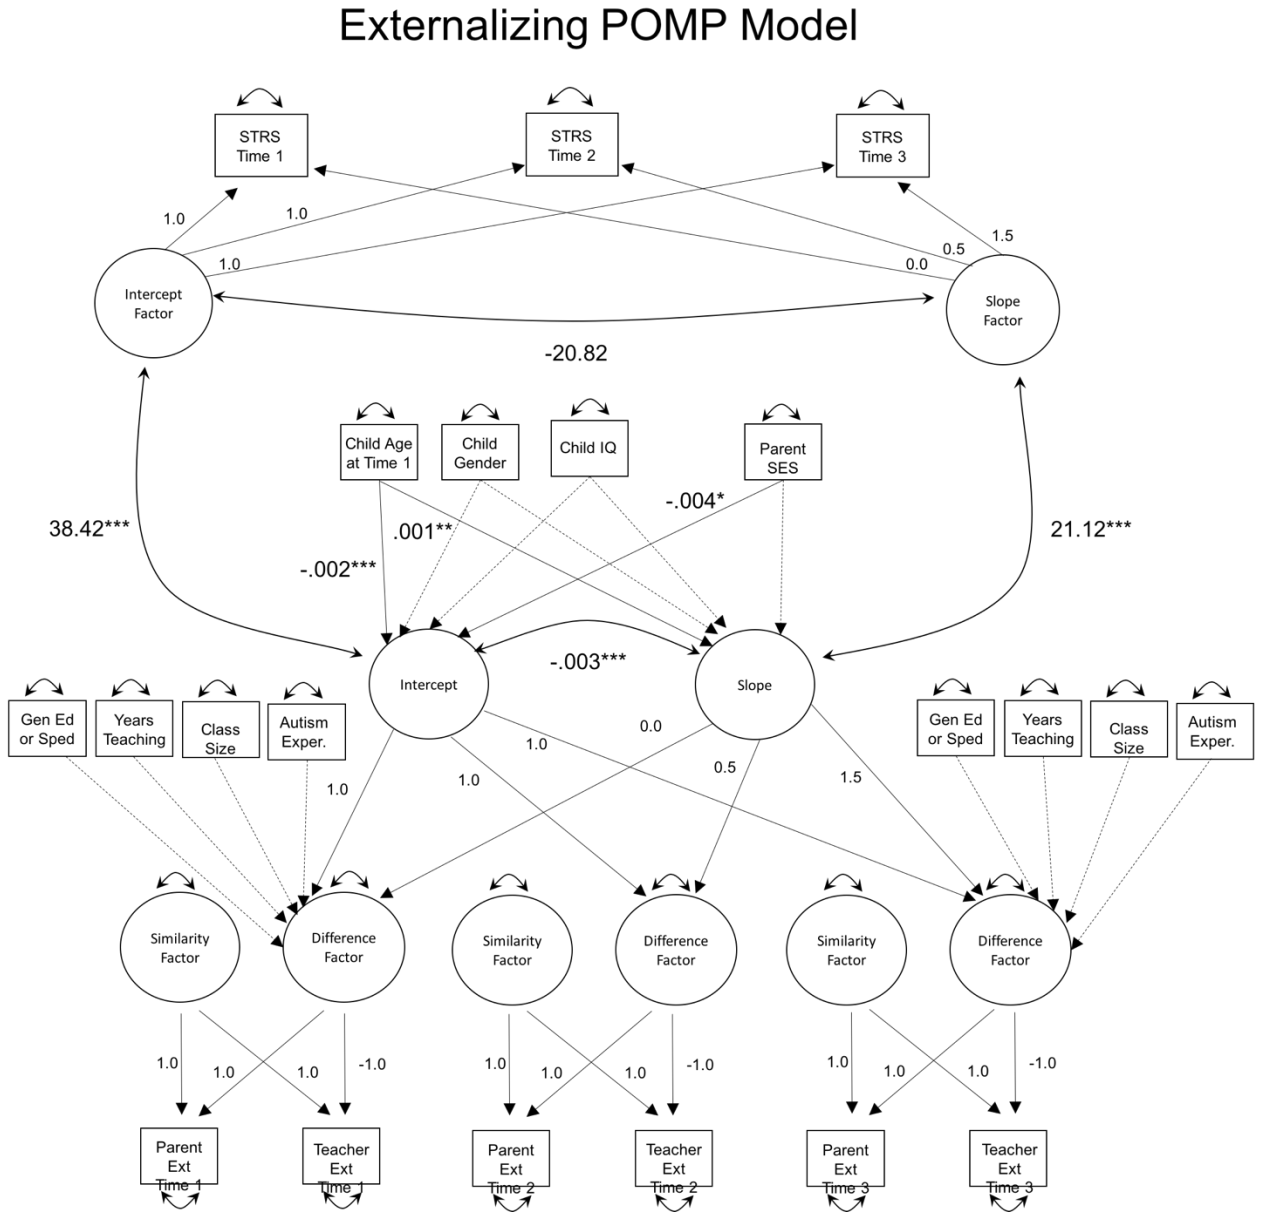 Externalizing POMP Model
STRS
Time 1
STRS
Time 2
STRS
Time 3
1.0
1.0
1.0
1.5
0.5
0.0
Intercept
Factor
Slope
Factor
-20.82
Child Age
at Time 1
Child
Gender
Child IQ
Parent
SES
38.42***
.001**
-.002***
-.004*
21.12***
Intercept
-.003***
Slope
Gen Ed
or Sped
Years
Teaching
Class
Size
Autism
Exper.
Gen Ed
or Sped
Years
Teaching
Class
Size
Autism
Exper.
1.0
1.0
1.0
0.0
0.5
1.5
Similarity
Factor
Difference
Factor
Similarity
Factor
Difference
Factor
Similarity
Factor
Difference
Factor
1.0
1.0
1.0
-1.0
1.0
1.0
1.0
-1.0
1.0
1.0
1.0
-1.0
Parent
Ext
Time 1
Teacher
Ext
Time 1
Parent
Ext
Time 2
Teacher
Ext
Time 2
Parent
Ext
Time 3
Teacher
Ext
Time 3